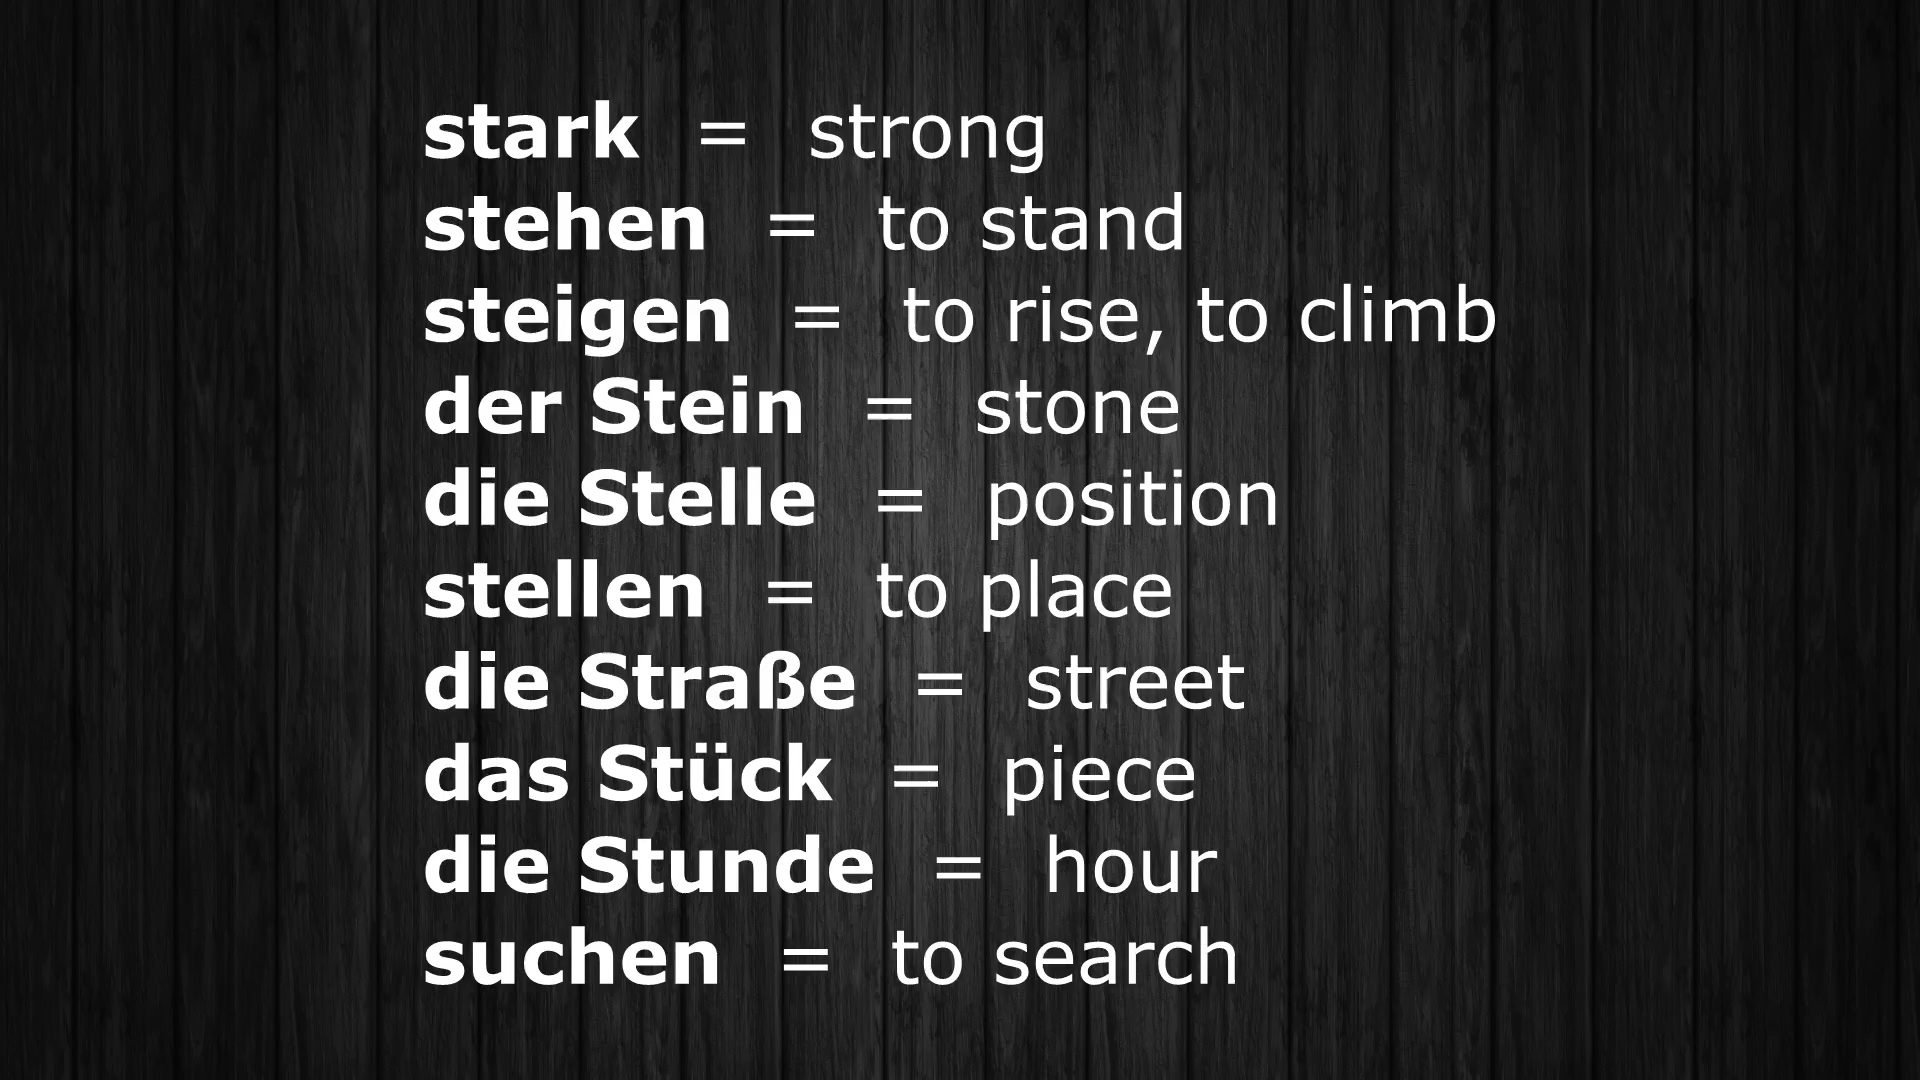 stark = strong
stehen = to stand
steigen = to rise, to climb
der Stein = stone
die Stelle = position
stellen = to place
die Straße = street
das Stück = piece
die Stunde = hour
suchen = to search